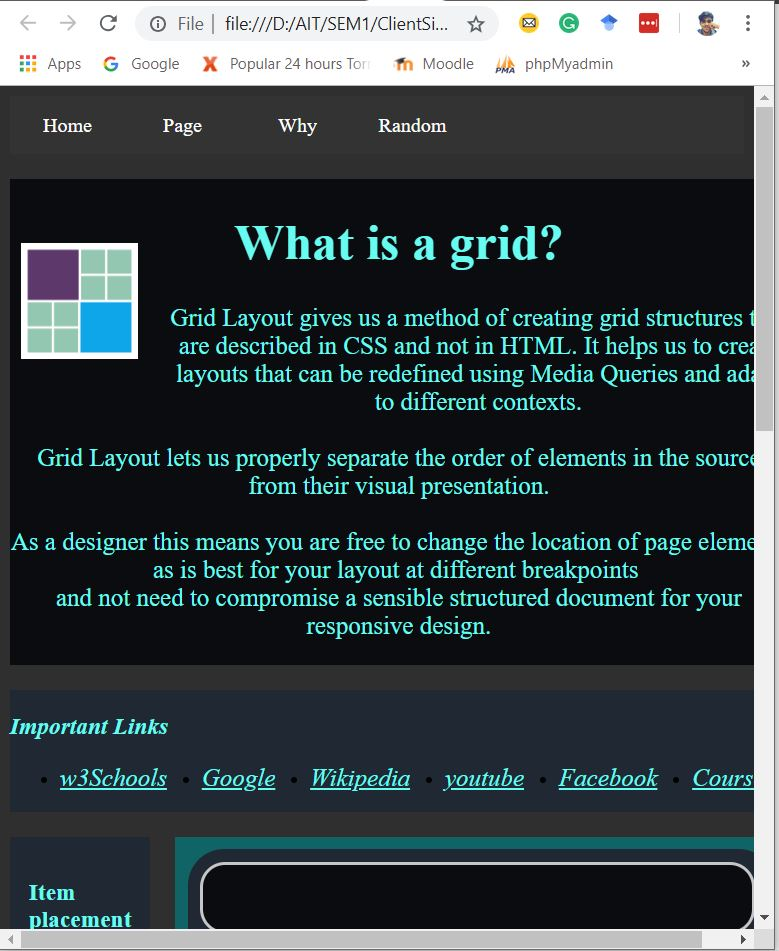 File | file:///D:/AIT/SEM1/ClientSi...
Apps Google Popular 24 hours Torr Moodle phpMyadmin »
PMA
Home Page Why Random
What is a grid?
Grid Layout gives us a method of creating grid structures t
are described in CSS and not in HTML. It helps us to crea
layouts that can be redefined using Media Queries and ada
to different contexts.
Grid Layout lets us properly separate the order of elements in the source
from their visual presentation.
As a designer this means you are free to change the location of page eleme
as is best for your layout at different breakpoints
and not need to compromise a sensible structured document for your
responsive design.
Important Links
• w3Schools • Google • Wikipedia • youtube • Facebook • Cours
Item
placement